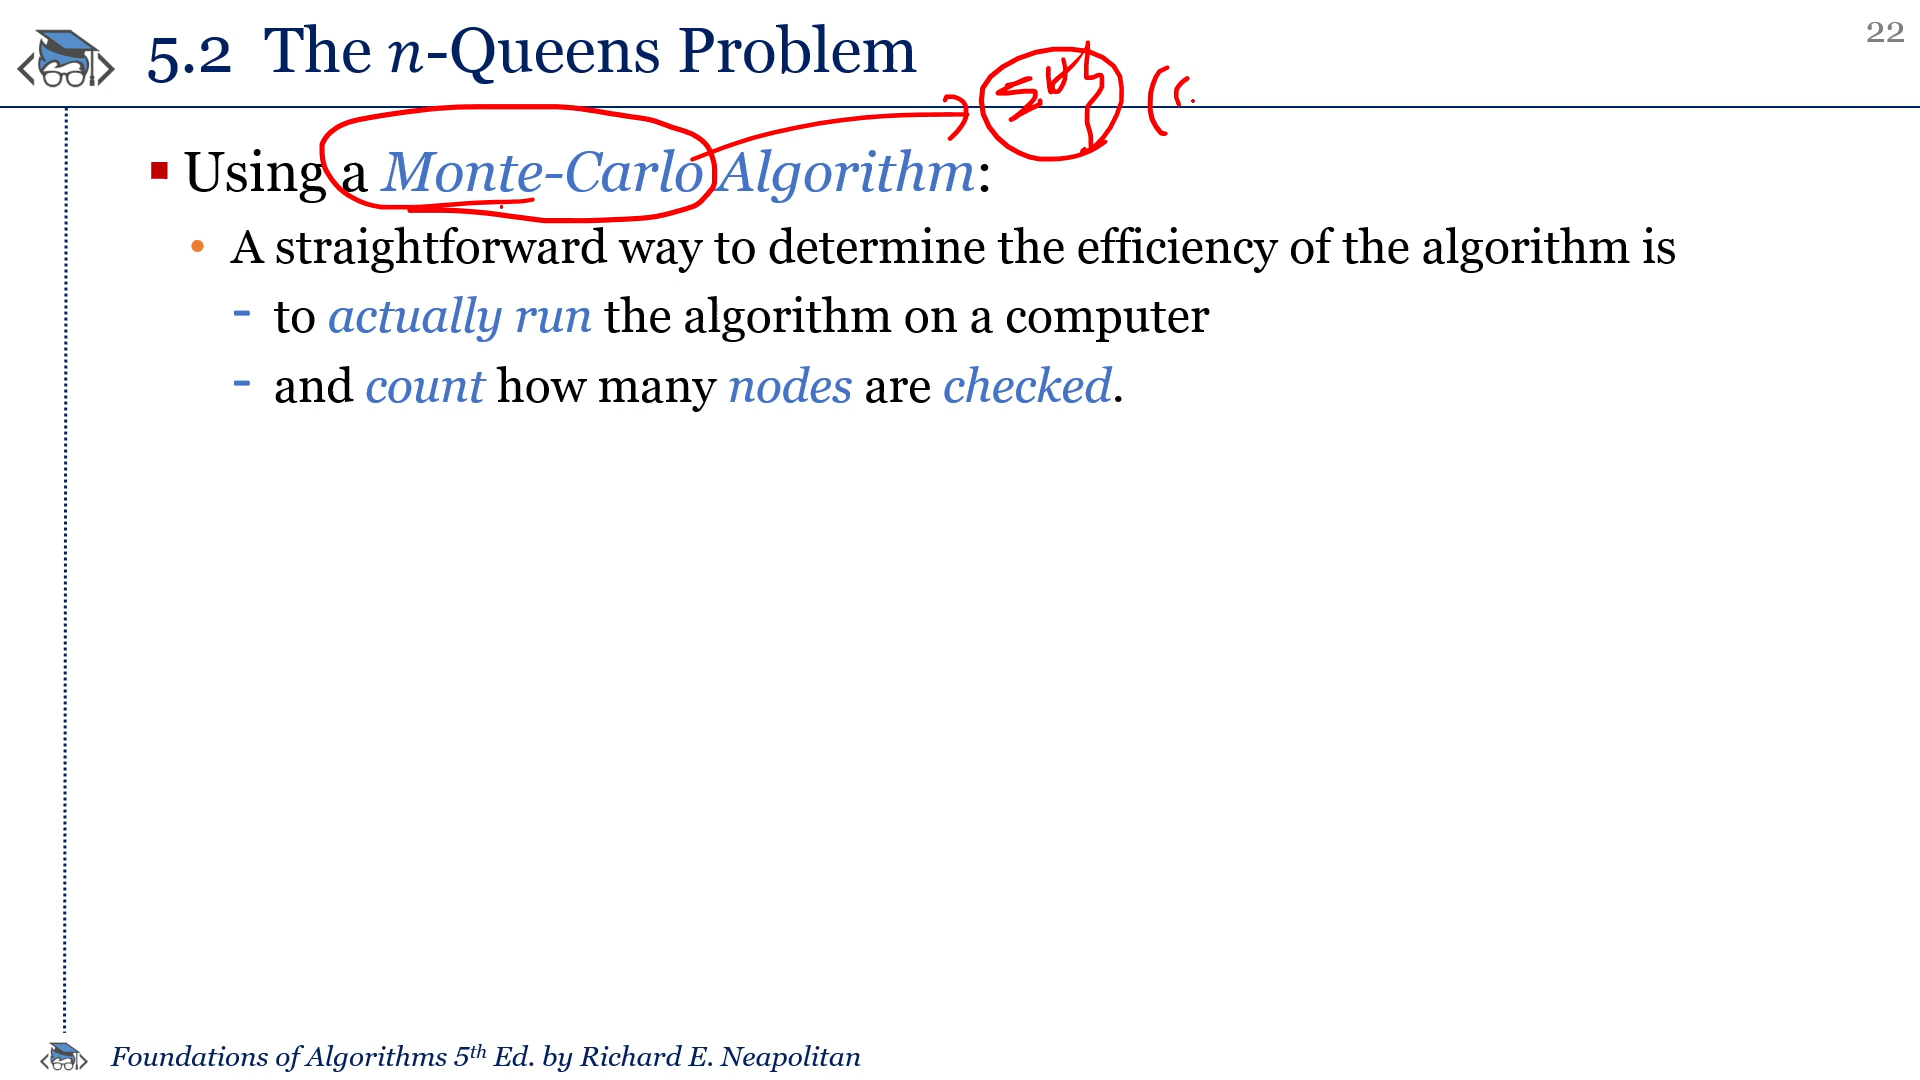 22
5.2 The n-Queens Problem
Using a Monte-Carlo Algorithm:
A straightforward way to determine the efficiency of the algorithm is
- to actually run the algorithm on a computer
- and count how many nodes are checked.
Foundations of Algorithms 5th Ed. by Richard E. Neapolitan